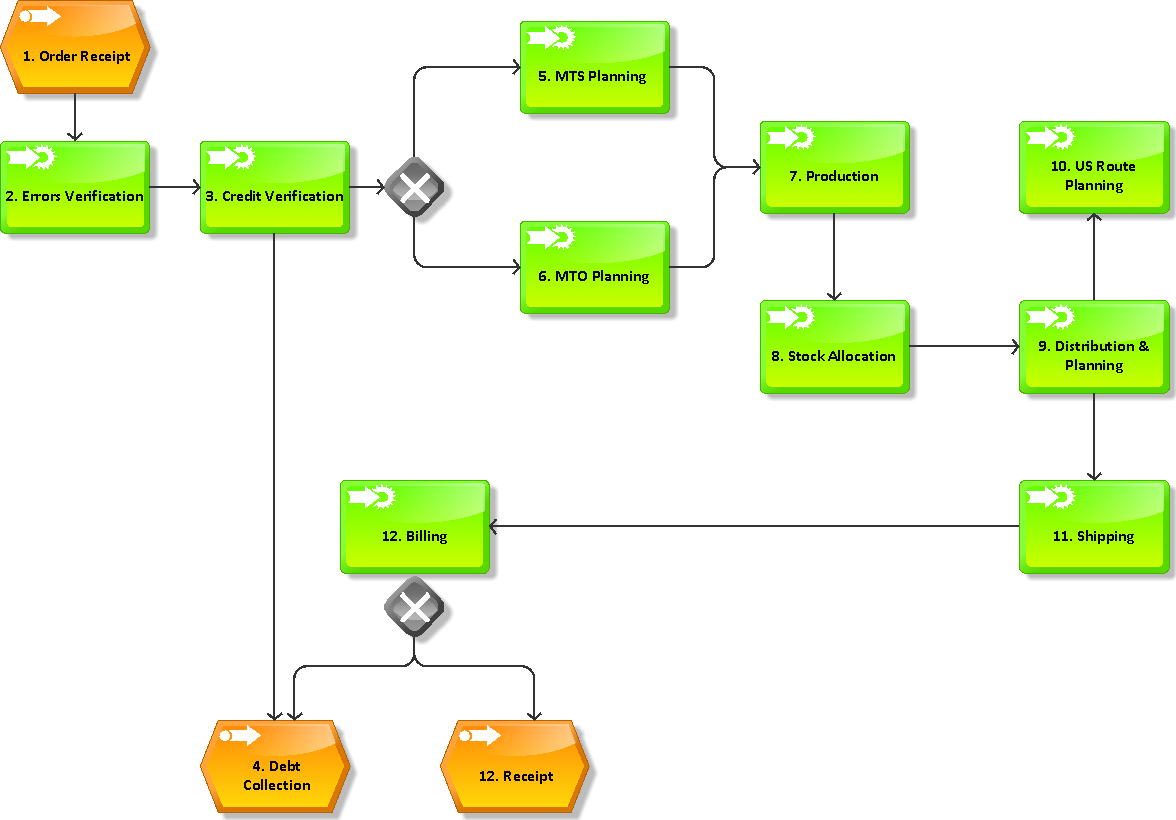 1. Order Receipt
2. Errors Verification
3. Credit Verification
5. MTS Planning
6. MTO Planning
7. Production
8. Stock Allocation
10. US Route
Planning
9. Distribution &
Planning
11. Shipping
12. Billing
4. Debt
Collection
12. Receipt